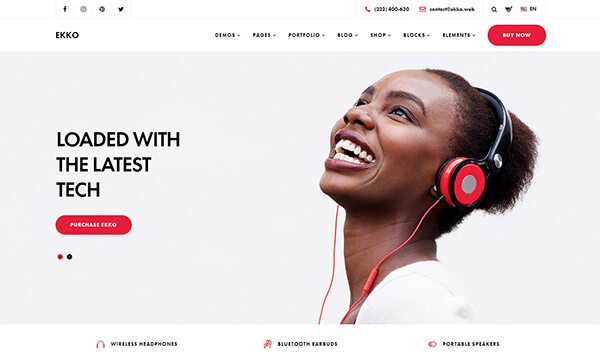 (222) 400-630 contact@ekko.web EN
EKKO DEMOS PAGES PORTFOLIO BLOG SHOP BLOCKS ELEMENTS BUY NOW
LOADED WITH
THE LATEST
TECH
PURCHASE EKKO
WIRELESS HEADPHONES BLUETOOTH EARBUDS PORTABLE SPEAKERS